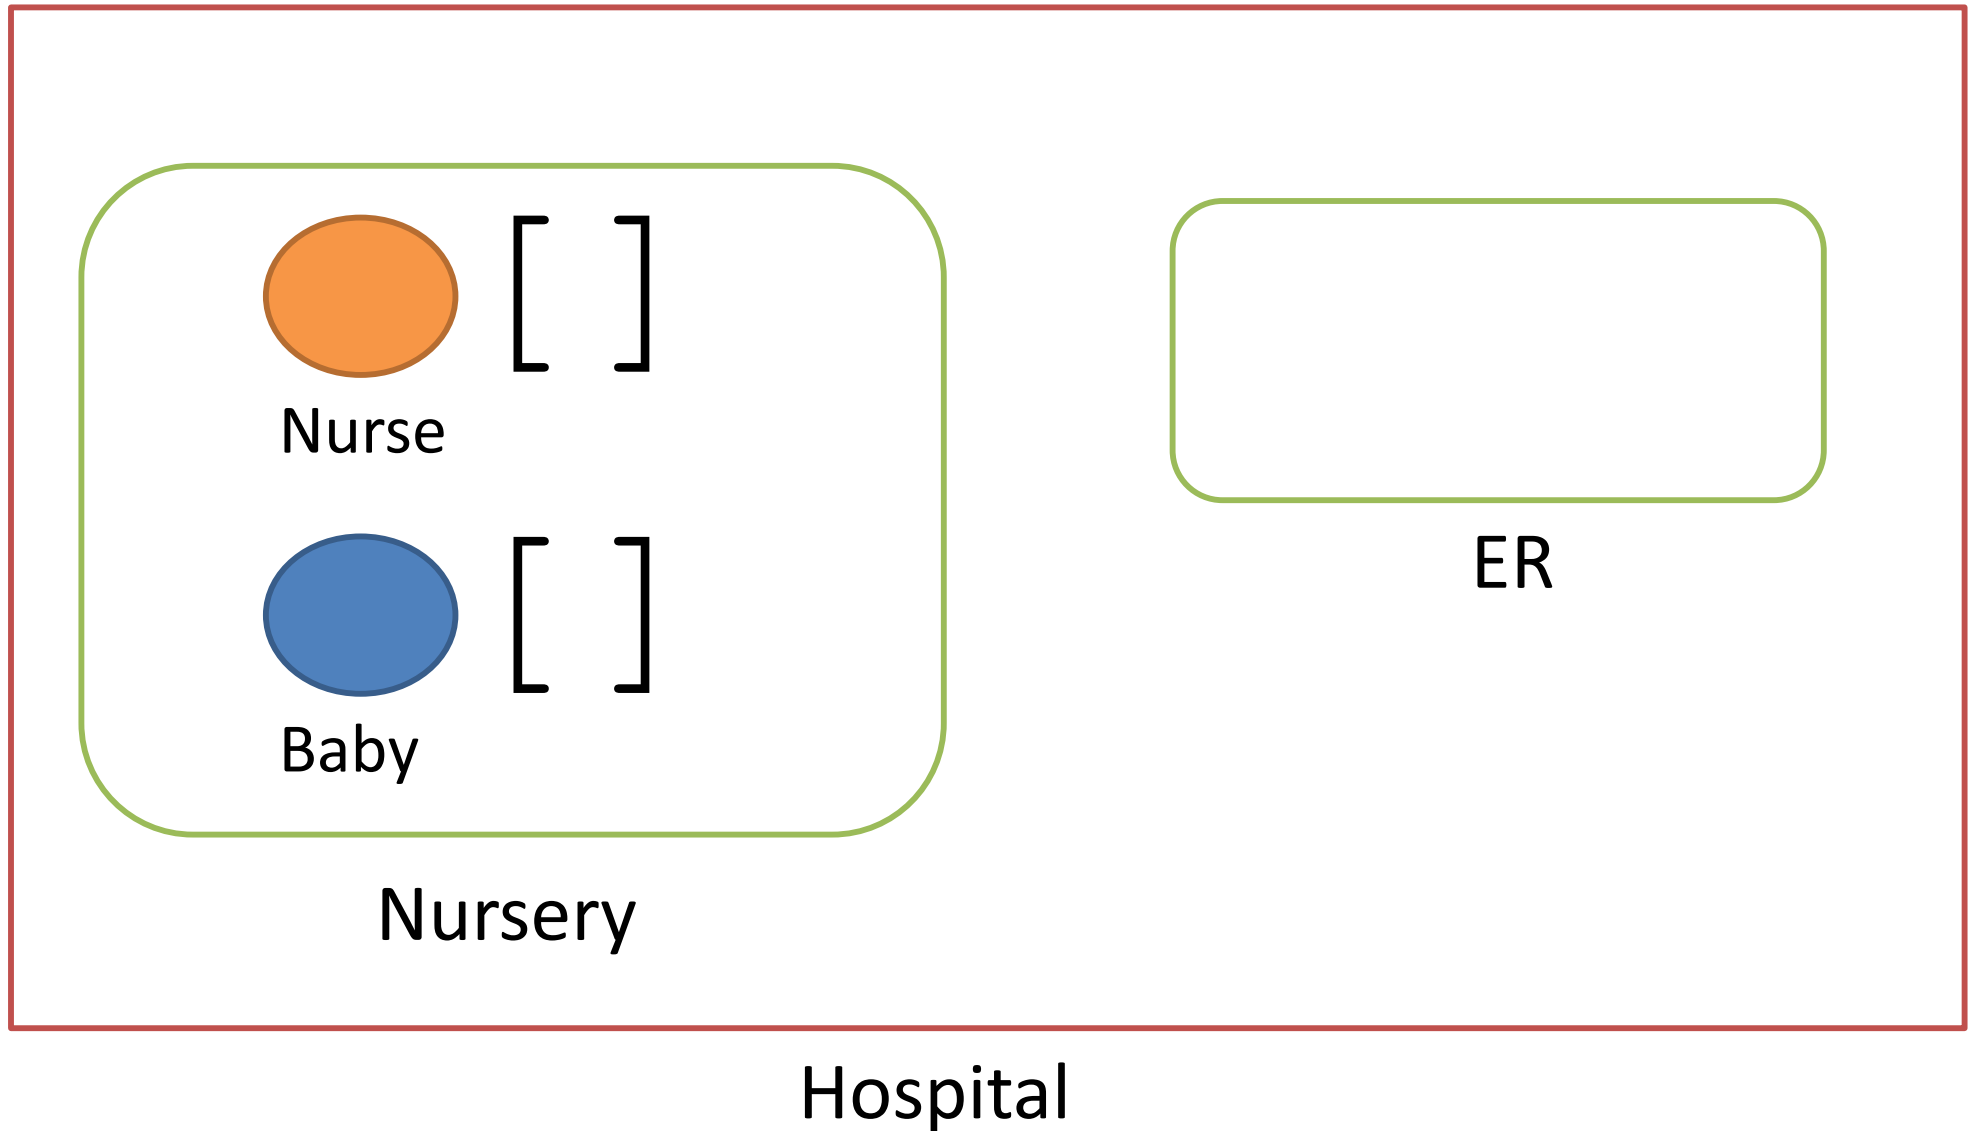 [ ]
Nurse
[ ]
Baby
ER
Nursery
Hospital